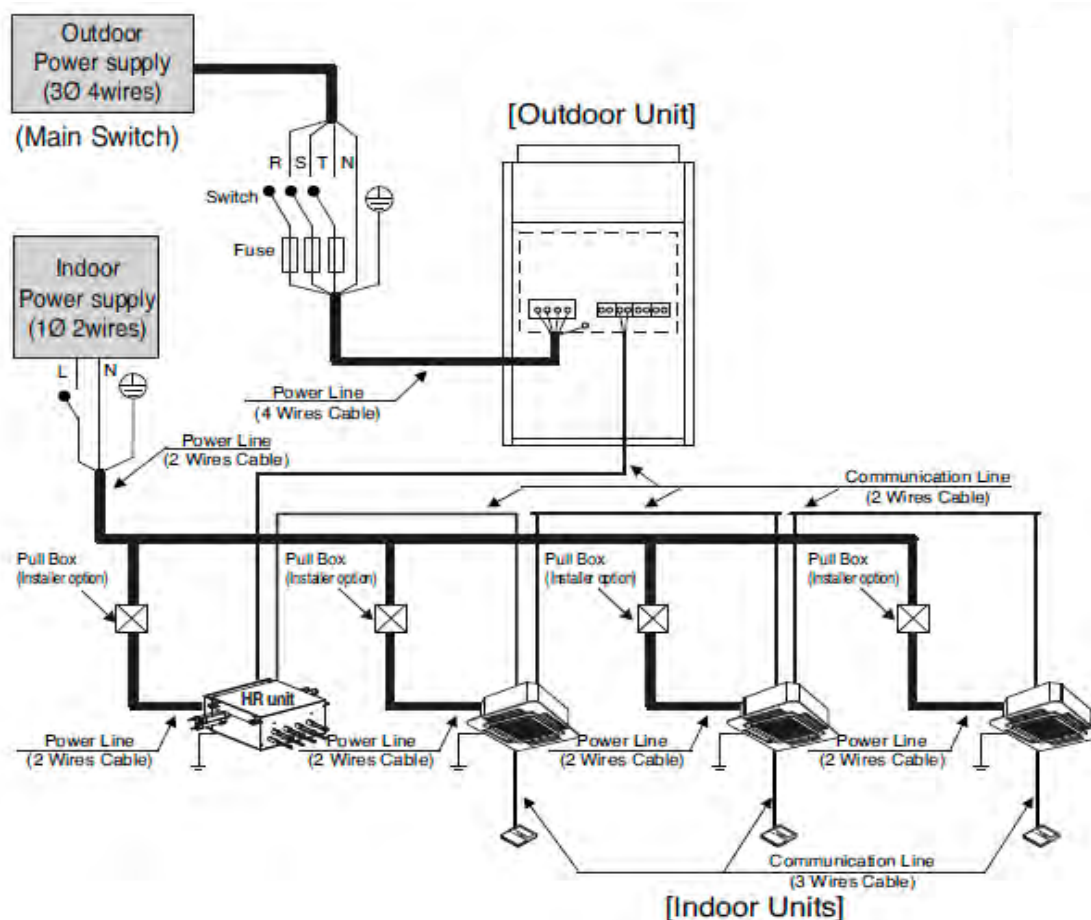 Outdoor
Power supply
(3Ø 4wires)
(Main Switch)
[Outdoor Unit]
R S T N
Switch
Fuse
Indoor
Power supply
(1Ø 2wires)
L N
Power Line
(4 Wires Cable)
Power Line
(2 Wires Cable)
Communication Line
(2 Wires Cable)
Pull Box
(Installer option)
Pull Box
(Installer option)
Pull Box
(Installer option)
Pull Box
(Installer option)
HR unit
Power Line
(2 Wires Cable)
Power Line
(2 Wires Cable)
Power Line
(2 Wires Cable)
Power Line
(2 Wires Cable)
Communication Line
(3 Wires Cable)
[Indoor Units]